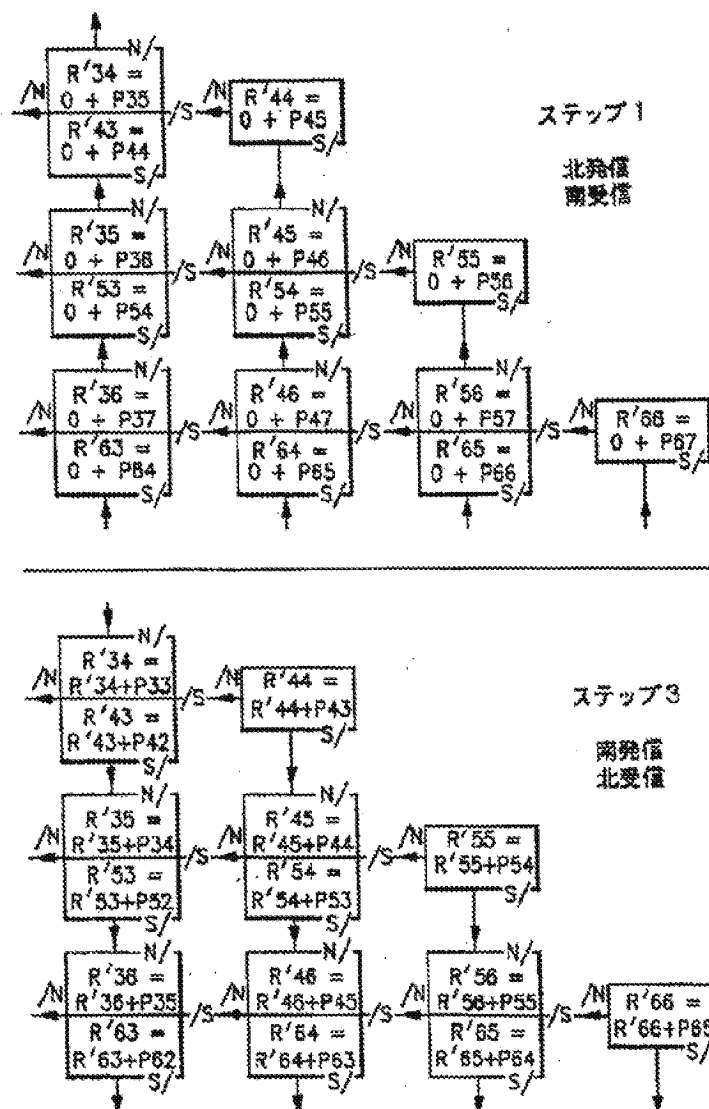 N/
R'34 =
/N
0 + P35
/S
R'43 =
0 + P44
S/
/N
R'44 =
0 + P45
S/
ステップ1
北発信
南受信
N/
R'35 =
/N
0 + P36
/S
R'53 =
0 + P54
S/
N/
R'45 =
/N
0 + P46
/S
R'54 =
0 + P55
S/
/N
R'55 =
0 + P56
S/
N/
R'36 =
/N
0 + P37
/S
R'63 =
0 + P64
S/
N/
R'46 =
/N
0 + P47
/S
R'64 =
0 + P65
S/
N/
R'56 =
/N
0 + P57
/S
R'65 =
0 + P66
S/
/N
R'66 =
0 + P67
S/
N/
R'34 =
/N
R'34+P33
/S
R'43 =
R'43+P42
S/
/N
R'44 =
R'44+P43
S/
ステップ3
南発信
北受信
N/
R'35 =
/N
R'35+P34
/S
R'53 =
R'53+P52
S/
N/
R'45 =
/N
R'45+P44
/S
R'54 =
R'54+P53
S/
/N
R'55 =
R'55+P54
S/
N/
R'36 =
/N
R'36+P35
/S
R'63 =
R'63+P62
S/
N/
R'46 =
/N
R'46+P45
/S
R'64 =
R'64+P63
S/
N/
R'56 =
/N
R'56+P55
/S
R'65 =
R'65+P64
S/
/N
R'66 =
R'66+P65
S/